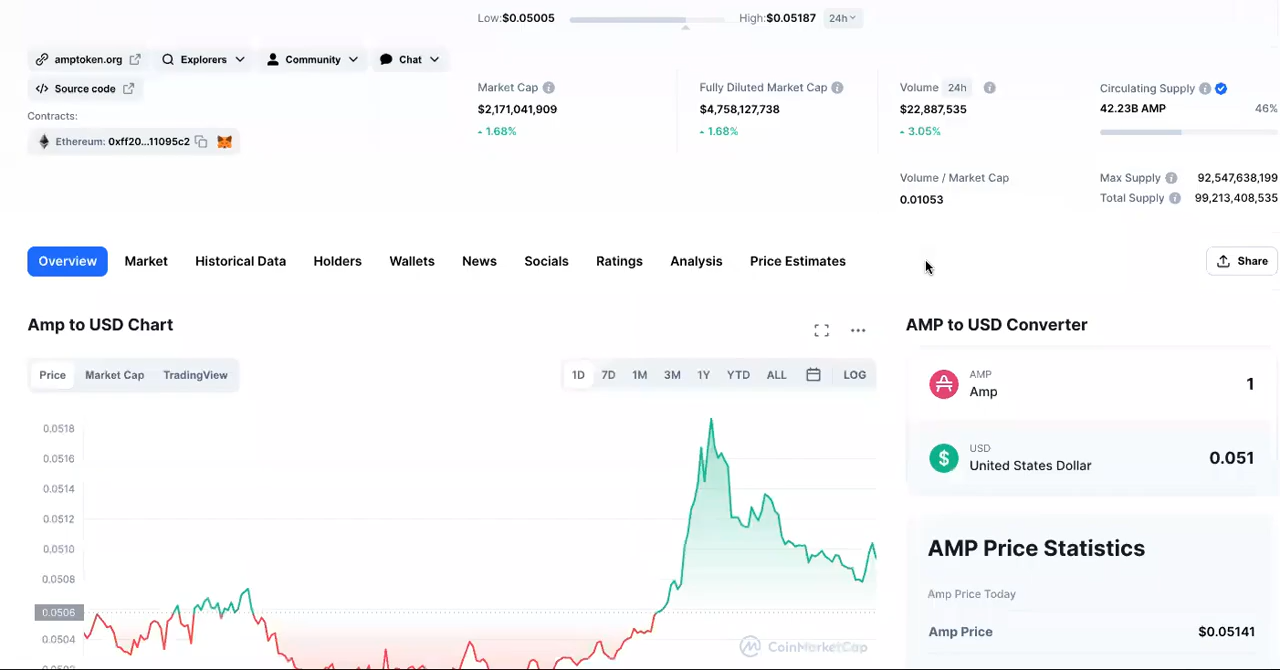 Low:$0.05005 High:$0.05187 24h
amptoken.org Explorers Community Chat
Source code
Contracts:
Ethereum: 0xff20...11095c2
Market Cap
$2,171,041,909
1.68%
Fully Diluted Market Cap
$4,758,127,738
1.68%
Volume 24h
$22,887,535
3.05%
Volume / Market Cap
0.01053
Circulating Supply
42.23B AMP 46%
Max Supply 92,547,638,199
Total Supply 99,213,408,535
Overview Market Historical Data Holders Wallets News Socials Ratings Analysis Price Estimates Share
Amp to USD Chart
Price Market Cap TradingView 1D 7D 1M 3M 1Y YTD ALL LOG
0.0518
0.0516
0.0514
0.0512
0.0510
0.0508
0.0506
0.0504
0.0502
CoinMarketCap
AMP to USD Converter
AMP
Amp 1
USD
United States Dollar 0.051
AMP Price Statistics
Amp Price Today
Amp Price $0.05141